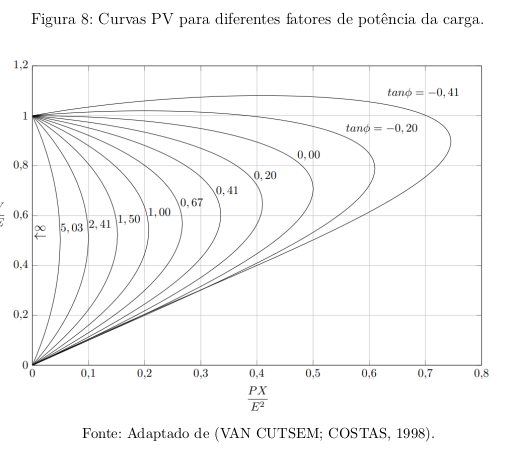 Figura 8: Curvas PV para diferentes fatores de potência da carga.
1,2
tanϕ = −0,41
1
tanϕ = −0,20
0,00
0,8
0,20
0,41
0,67
0,6
1,00
1,50
2,41
5,03
←∞
0,4
0,2
0
0 0,1 0,2 0,3 0,4 0,5 0,6 0,7 0,8
PX
E²
Fonte: Adaptado de (VAN CUTSEM; COSTAS, 1998).